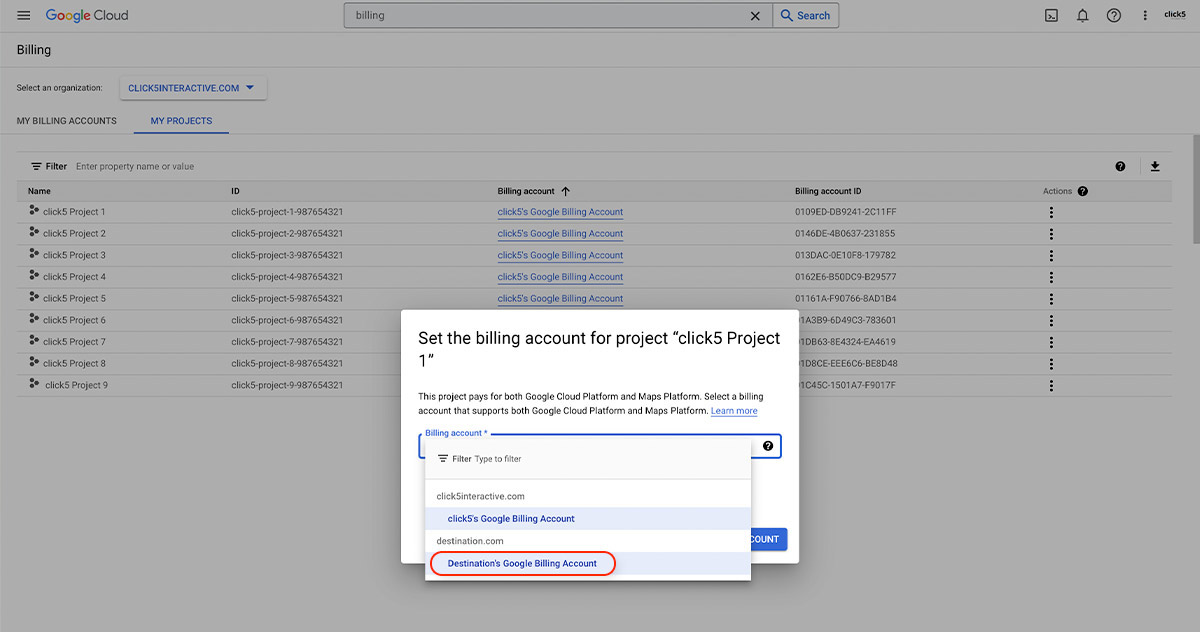 Google Cloud
billing
Search
click5
Billing
Select an organization:
CLICK5INTERACTIVE.COM
MY BILLING ACCOUNTS
MY PROJECTS
Filter Enter property name or value
Name ID Billing account Billing account ID Actions
click5 Project 1 click5-project-1-987654321 click5's Google Billing Account 0109ED-DB9241-2C11FF
click5 Project 2 click5-project-2-987654321 click5's Google Billing Account 0146DE-4B0637-231855
click5 Project 3 click5-project-3-987654321 click5's Google Billing Account 013DAC-0E10F8-179782
click5 Project 4 click5-project-4-987654321 click5's Google Billing Account 0162E6-B50DC9-B29577
click5 Project 5 click5-project-5-987654321 click5's Google Billing Account 01161A-F90766-8AD1B4
click5 Project 6 click5-project-6-987654321 01A3B9-6D49C3-783601
click5 Project 7 click5-project-7-987654321 01DB63-8E4324-EA4619
click5 Project 8 click5-project-8-987654321 01D8CE-EEE6C6-BE8D48
click5 Project 9 click5-project-9-987654321 01C45C-1501A7-F9017F
Set the billing account for project “click5 Project
1”
This project pays for both Google Cloud Platform and Maps Platform. Select a billing
account that supports both Google Cloud Platform and Maps Platform. Learn more
Billing account *
Filter Type to filter
click5interactive.com
click5's Google Billing Account
destination.com
COUNT
Destination's Google Billing Account